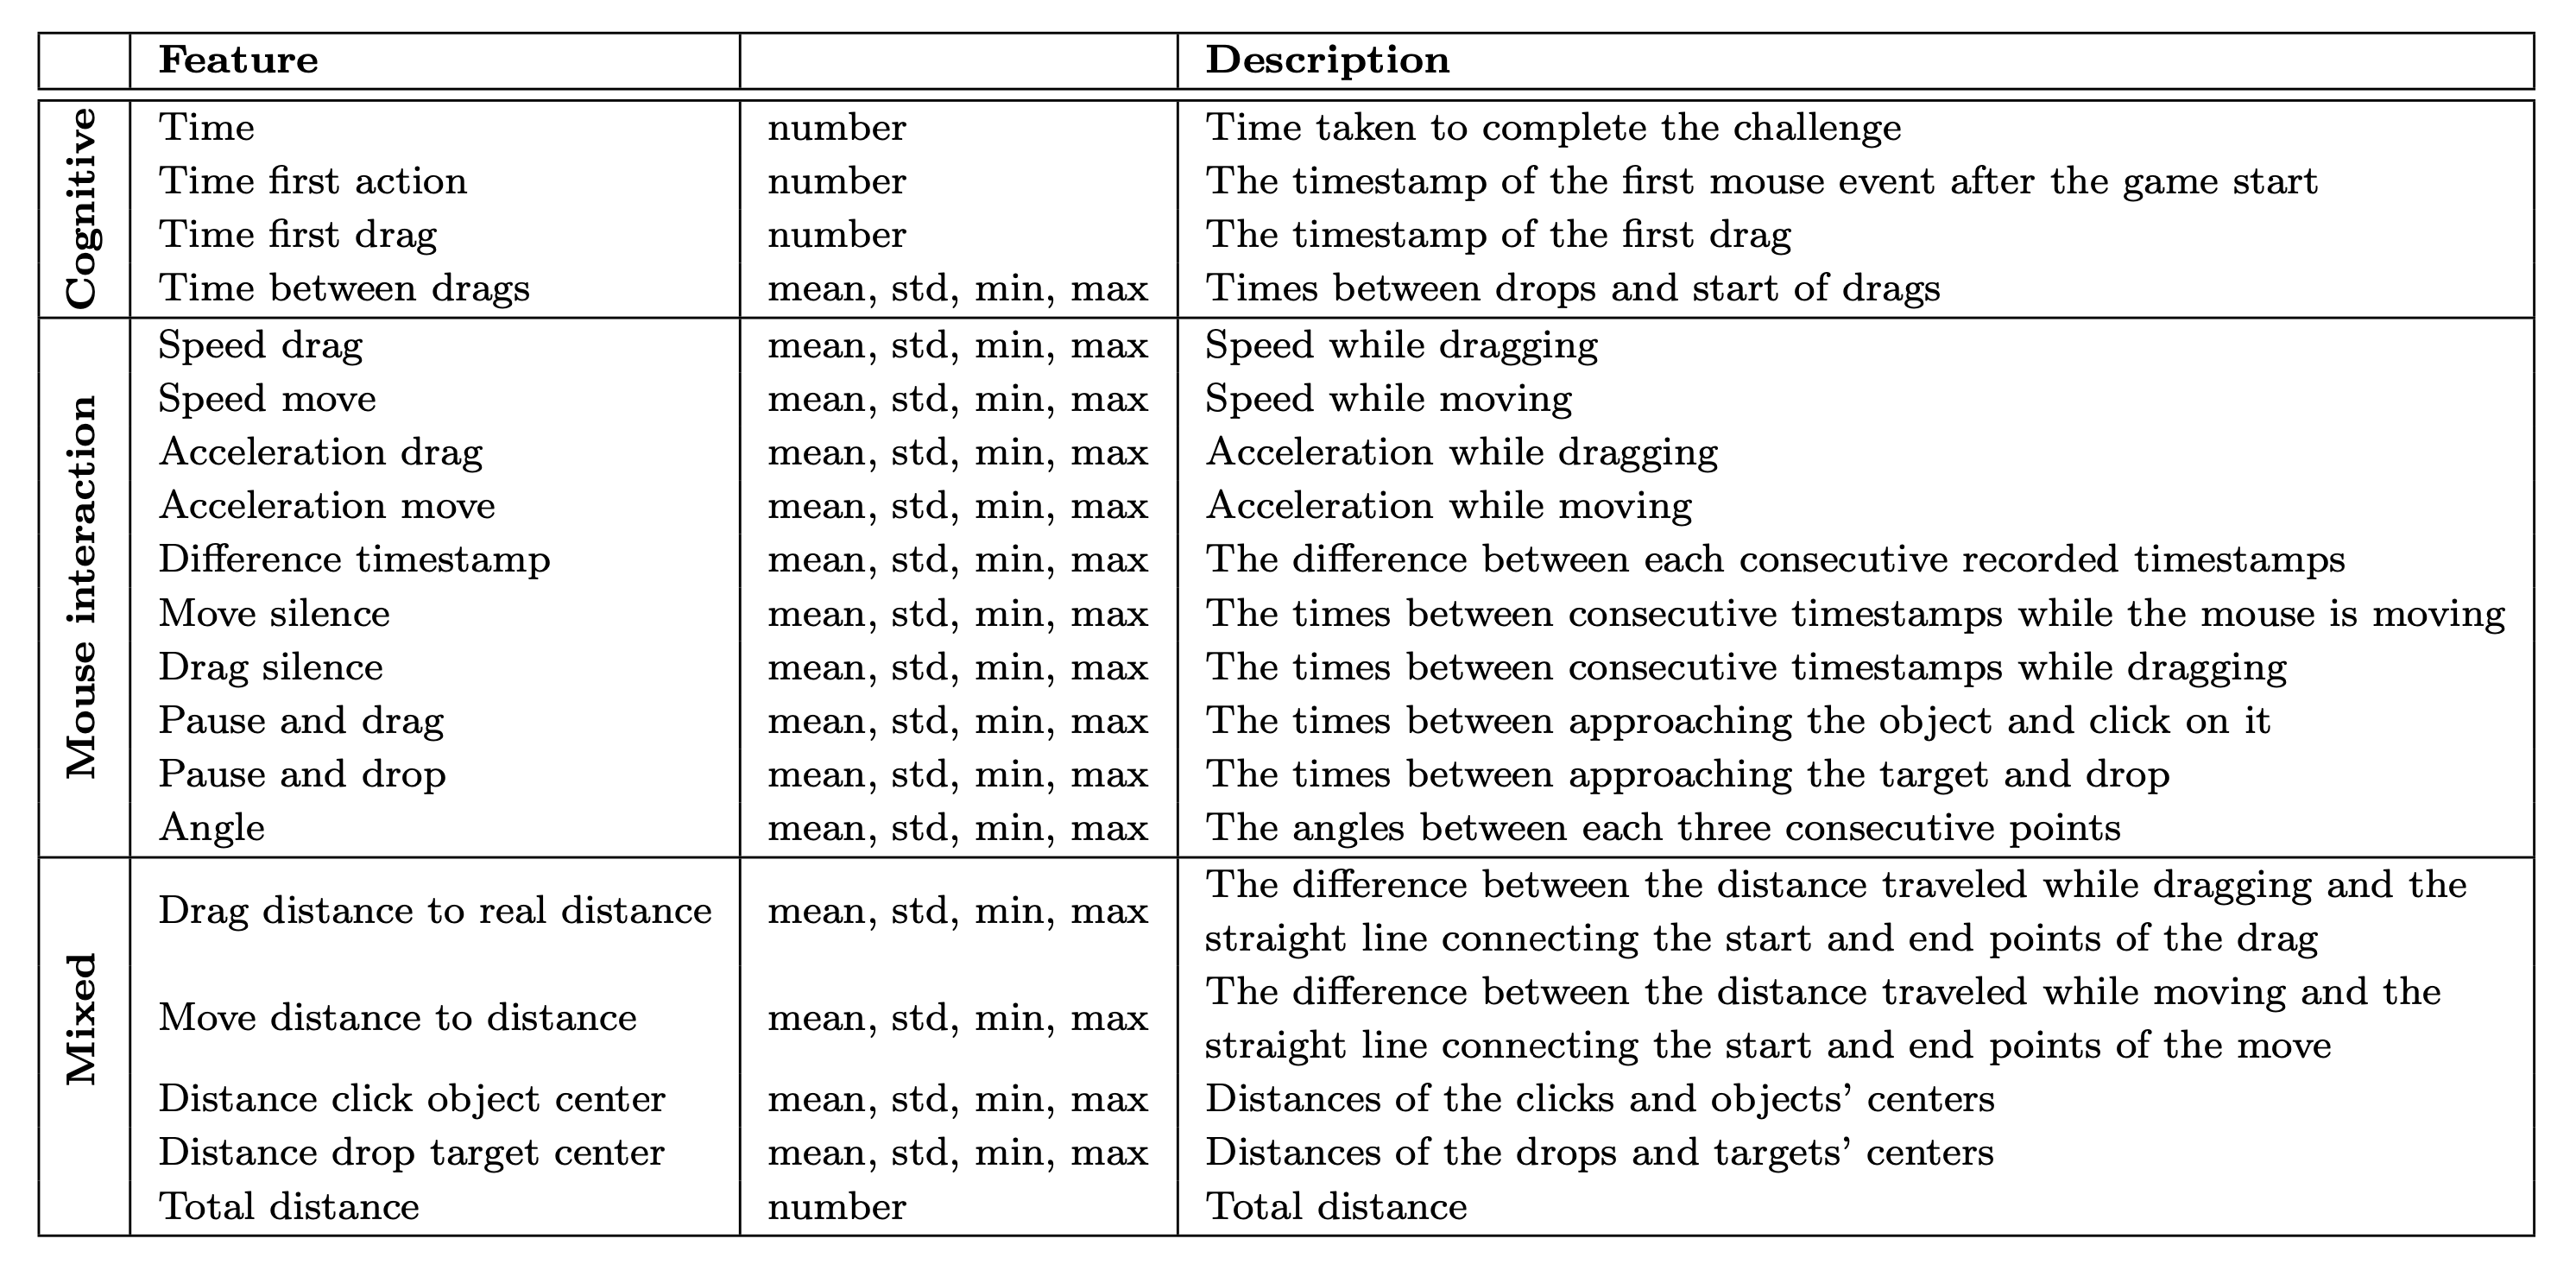 Feature Description
Cognitive
Time number Time taken to complete the challenge
Time first action number The timestamp of the first mouse event after the game start
Time first drag number The timestamp of the first drag
Time between drags mean, std, min, max Times between drops and start of drags
Mouse interaction
Speed drag mean, std, min, max Speed while dragging
Speed move mean, std, min, max Speed while moving
Acceleration drag mean, std, min, max Acceleration while dragging
Acceleration move mean, std, min, max Acceleration while moving
Difference timestamp mean, std, min, max The difference between each consecutive recorded timestamps
Move silence mean, std, min, max The times between consecutive timestamps while the mouse is moving
Drag silence mean, std, min, max The times between consecutive timestamps while dragging
Pause and drag mean, std, min, max The times between approaching the object and click on it
Pause and drop mean, std, min, max The times between approaching the target and drop
Angle mean, std, min, max The angles between each three consecutive points
Mixed
Drag distance to real distance mean, std, min, max The difference between the distance traveled while dragging and the
straight line connecting the start and end points of the drag
Move distance to distance mean, std, min, max The difference between the distance traveled while moving and the
straight line connecting the start and end points of the move
Distance click object center mean, std, min, max Distances of the clicks and objects' centers
Distance drop target center mean, std, min, max Distances of the drops and targets' centers
Total distance number Total distance